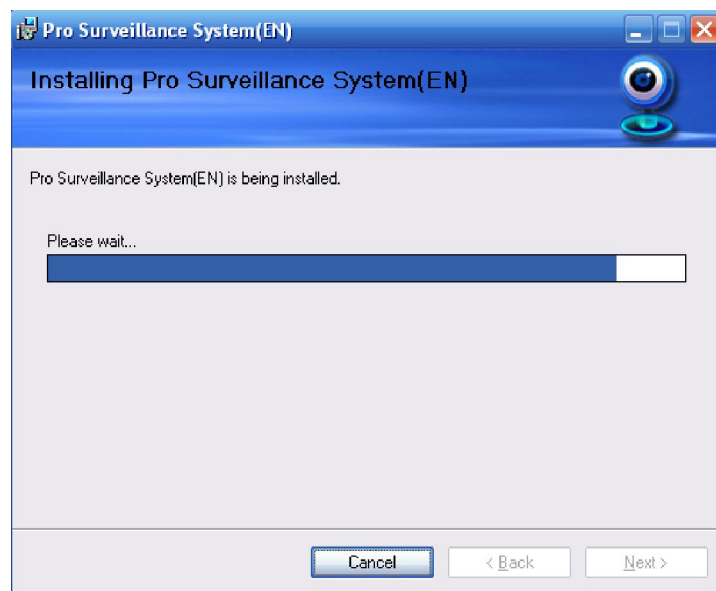 Pro Surveillance System(EN)
Installing Pro Surveillance System(EN)
Pro Surveillance System(EN) is being installed.
Please wait...
Cancel
< Back
Next >